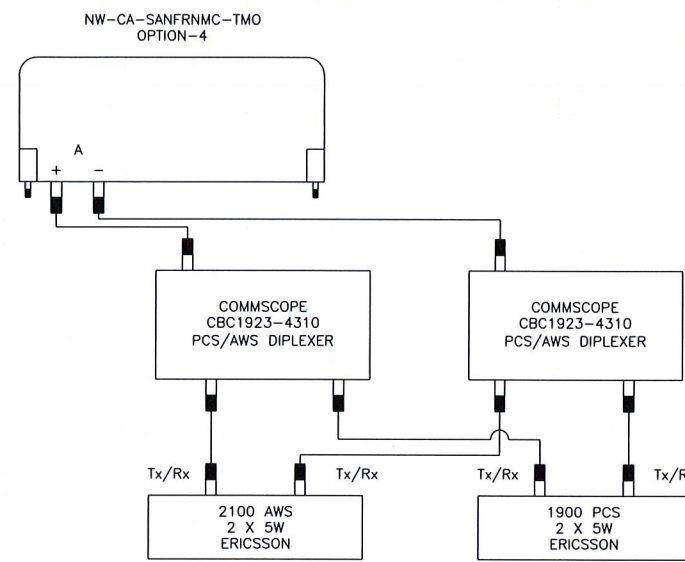 NW-CA-SANFRNMC-TMO
OPTION-4
A
+ -
COMMSCOPE
CBC1923-4310
PCS/AWS DIPLEXER
COMMSCOPE
CBC1923-4310
PCS/AWS DIPLEXER
Tx/Rx Tx/Rx
2100 AWS
2 X 5W
ERICSSON
Tx/Rx Tx/R
1900 PCS
2 X 5W
ERICSSON